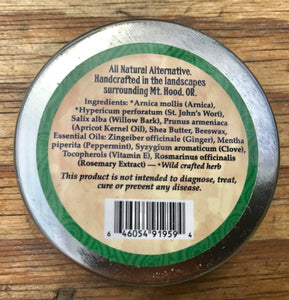 All Natural Alternative.
Handcrafted in the landscapes
surrounding Mt. Hood, OR.
Ingredients: *Arnica mollis (Arnica),
*Hypericum perforatum (St. John's Wort),
Salix alba (Willow Bark), Prunus armeniaca
(Apricot Kernel Oil), Shea Butter, Beeswax,
Essential Oils: Zingeiber officinale (Ginger), Mentha
piperita (Peppermint), Syzygium aromaticum (Clove),
Tocopherols (Vitamin E), Rosmarinus officinalis
(Rosemary Extract) — *Wild crafted herb
This product is not intended to diagnose, treat,
cure or prevent any disease.
6 46054 91959 4